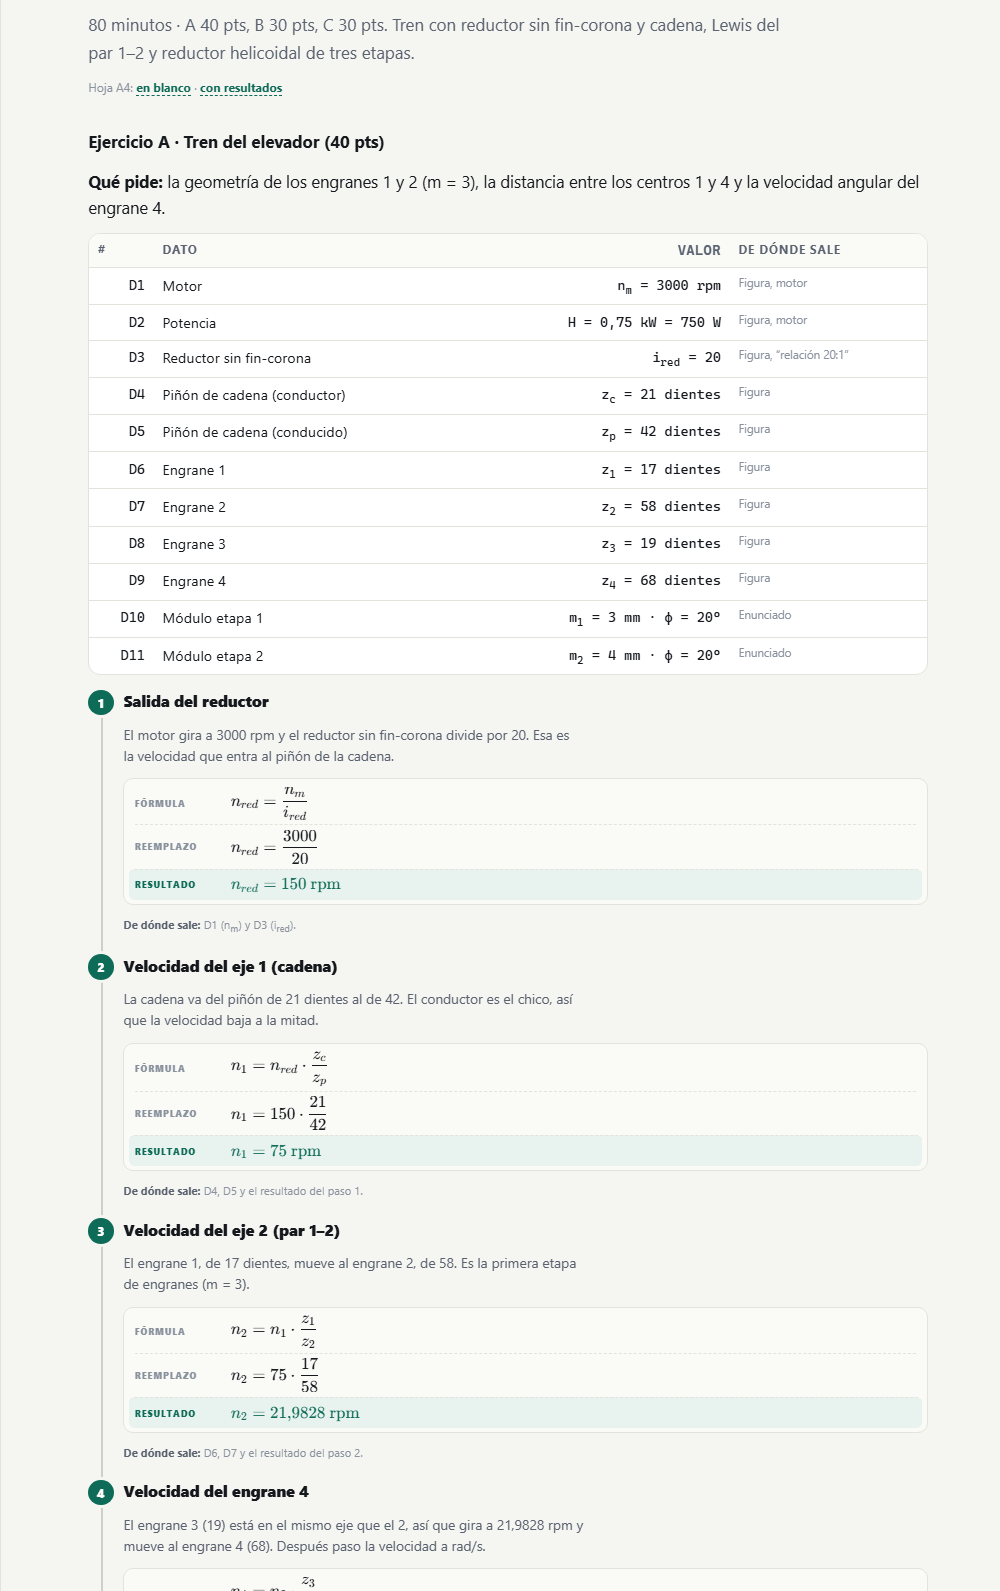 80 minutos · A 40 pts, B 30 pts, C 30 pts. Tren con reductor sin fin-corona y cadena, Lewis del
par 1–2 y reductor helicoidal de tres etapas.
Hoja A4: en blanco · con resultados
Ejercicio A · Tren del elevador (40 pts)
Qué pide: la geometría de los engranes 1 y 2 (m = 3), la distancia entre los centros 1 y 4 y la velocidad angular del
engrane 4.
# DATO VALOR DE DÓNDE SALE
D1 Motor n_m = 3000 rpm Figura, motor
D2 Potencia H = 0,75 kW = 750 W Figura, motor
D3 Reductor sin fin-corona i_red = 20 Figura, "relación 20:1"
D4 Piñón de cadena (conductor) z_c = 21 dientes Figura
D5 Piñón de cadena (conducido) z_p = 42 dientes Figura
D6 Engrane 1 z_1 = 17 dientes Figura
D7 Engrane 2 z_2 = 58 dientes Figura
D8 Engrane 3 z_3 = 19 dientes Figura
D9 Engrane 4 z_4 = 68 dientes Figura
D10 Módulo etapa 1 m_1 = 3 mm · ϕ = 20° Enunciado
D11 Módulo etapa 2 m_2 = 4 mm · ϕ = 20° Enunciado
1 Salida del reductor
El motor gira a 3000 rpm y el reductor sin fin-corona divide por 20. Esa es
la velocidad que entra al piñón de la cadena.
FÓRMULA n_red = n_m / i_red
REEMPLAZO n_red = 3000 / 20
RESULTADO n_red = 150 rpm
De dónde sale: D1 (n_m) y D3 (i_red).
2 Velocidad del eje 1 (cadena)
La cadena va del piñón de 21 dientes al de 42. El conductor es el chico, así
que la velocidad baja a la mitad.
FÓRMULA n_1 = n_red · z_c / z_p
REEMPLAZO n_1 = 150 · 21 / 42
RESULTADO n_1 = 75 rpm
De dónde sale: D4, D5 y el resultado del paso 1.
3 Velocidad del eje 2 (par 1–2)
El engrane 1, de 17 dientes, mueve al engrane 2, de 58. Es la primera etapa
de engranes (m = 3).
FÓRMULA n_2 = n_1 · z_1 / z_2
REEMPLAZO n_2 = 75 · 17 / 58
RESULTADO n_2 = 21,9828 rpm
De dónde sale: D6, D7 y el resultado del paso 2.
4 Velocidad del engrane 4
El engrane 3 (19) está en el mismo eje que el 2, así que gira a 21,9828 rpm y
mueve al engrane 4 (68). Después paso la velocidad a rad/s.
z_3